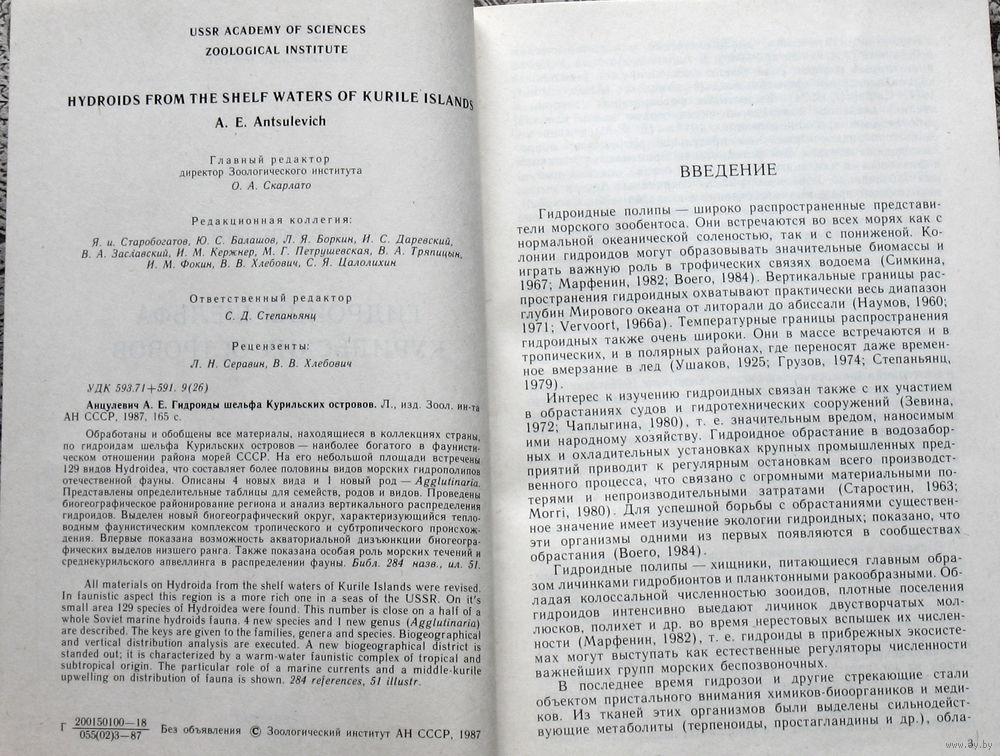 USSR ACADEMY OF SCIENCES
ZOOLOGICAL INSTITUTE
HYDROIDS FROM THE SHELF WATERS OF KURILE ISLANDS
A. E. Antsulevich
Главный редактор
директор Зоологического института
О. А. Скарлато
Редакционная коллегия:
Я. и. Старобогатов, Ю. С. Балашов, Л. Я. Боркин, И. С. Даревский,
В. А. Заславский, И. М. Кержнер, М. Г. Петрушевская, В. А. Тряпицын,
И. М. Фокин, В. В. Хлебович, С. Я. Цалолихин
Ответственный редактор
С. Д. Степаньянц
Рецензенты:
Л. Н. Серавин, В. В. Хлебович
УДК 593.71+591. 9(26)
Анцулевич А. Е. Гидроиды шельфа Курильских островов. Л., изд. Зоол. ин-та
АН СССР, 1987, 165 с.
Обработаны и обобщены все материалы, находящиеся в коллекциях страны,
по гидроидам шельфа Курильских островов — наиболее богатого в фаунисти-
ческом отношении района морей СССР. На его небольшой площади встречены
129 видов Hydroidea, что составляет более половины видов морских гидрополипов
отечественной фауны. Описаны 4 новых вида и 1 новый род — Agglutinaria.
Представлены определительные таблицы для семейств, родов и видов. Проведены
биогеографическое районирование региона и анализ вертикального распределения
гидроидов. Выделен новый биогеографический округ, характеризующийся тепло-
водным фаунистическим комплексом тропического и субтропического происхож-
дения. Впервые показана возможность акваториальной дизъюнкции биогеогра-
фических выделов низшего ранга. Также показана особая роль морских течений и
среднекурильского апвеллинга в распределении фауны. Библ. 284 назв., ил. 51.
All materials on Hydroida from the shelf waters of Kurile Islands were revised.
In faunistic aspect this region is a more rich one in a seas of the USSR. On it's
small area 129 species of Hydroidea were found. This number is close on a half of a
whole Soviet marine hydroids fauna. 4 new species and 1 new genus (Agglutinaria)
are described. The keys are given to the families, genera and species. Biogeographical
and vertical distribution analysis are executed. A new biogeographical district is
standed out; it is characterized by a warm-water faunistic complex of tropical and
subtropical origin. The particular role of a marine currents and a middle-kurile
upwelling on distribution of fauna is shown. 284 references, 51 illustr.
Г 200150100—18
055(02)3—87 Без объявления © Зоологический институт АН СССР, 1987
ВВЕДЕНИЕ
Гидроидные полипы — широко распространенные представи-
тели морского зообентоса. Они встречаются во всех морях как с
нормальной океанической соленостью, так и с пониженой. Ко-
лонии гидроидов могут образовывать значительные биомассы и
играть важную роль в трофических связях водоема (Симкина,
1967; Марфенин, 1982; Boero, 1984). Вертикальные границы рас-
пространения гидроидных охватывают практически весь диапазон
глубин Мирового океана от литорали до абиссали (Наумов, 1960;
1971; Vervoort, 1966a). Температурные границы распространения
гидроидных также очень широки. Они в массе встречаются и в
тропических, и в полярных районах, где переносят даже времен-
ное вмерзание в лед (Ушаков, 1925; Грузов, 1974; Степаньянц,
1979).
Интерес к изучению гидроидных связан также с их участием
в обрастаниях судов и гидротехнических сооружений (Зевина,
1972; Чаплыгина, 1980), т. е. значительным вредом, наносимым
ими народному хозяйству. Гидроидное обрастание в водозабор-
ных и охладительных установках крупных промышленных пред-
приятий приводит к регулярным остановкам всего производст-
венного процесса, что связано с огромными материальными по-
терями и непроизводительными затратами (Старостин, 1963;
Morri, 1980). Для успешной борьбы с обрастаниями существен-
ное значение имеет изучение экологии гидроидных; показано, что
эти организмы одними из первых появляются в сообществах
обрастания (Boero, 1984).
Гидроидные полипы — хищники, питающиеся главным обра-
зом личинками гидробионтов и планктонными ракообразными. Об-
ладая колоссальной численностью зооидов, плотные поселения
гидроидов интенсивно выедают личинок двустворчатых мол-
люсков, полихет и др. во время нерестовых вспышек их числен-
ности (Марфенин, 1982), т. е. гидроиды в прибрежных экосисте-
мах могут выступать как естественные регуляторы численности
важнейших групп морских беспозвоночных.
В последнее время гидрозои и другие стрекающие стали
объектом пристального внимания химиков-биооргаников и меди-
ков. Из тканей этих организмов были выделены сильнодейст-
вующие метаболиты (терпеноиды, простагландины и др.), обла-
3
www.ay.by